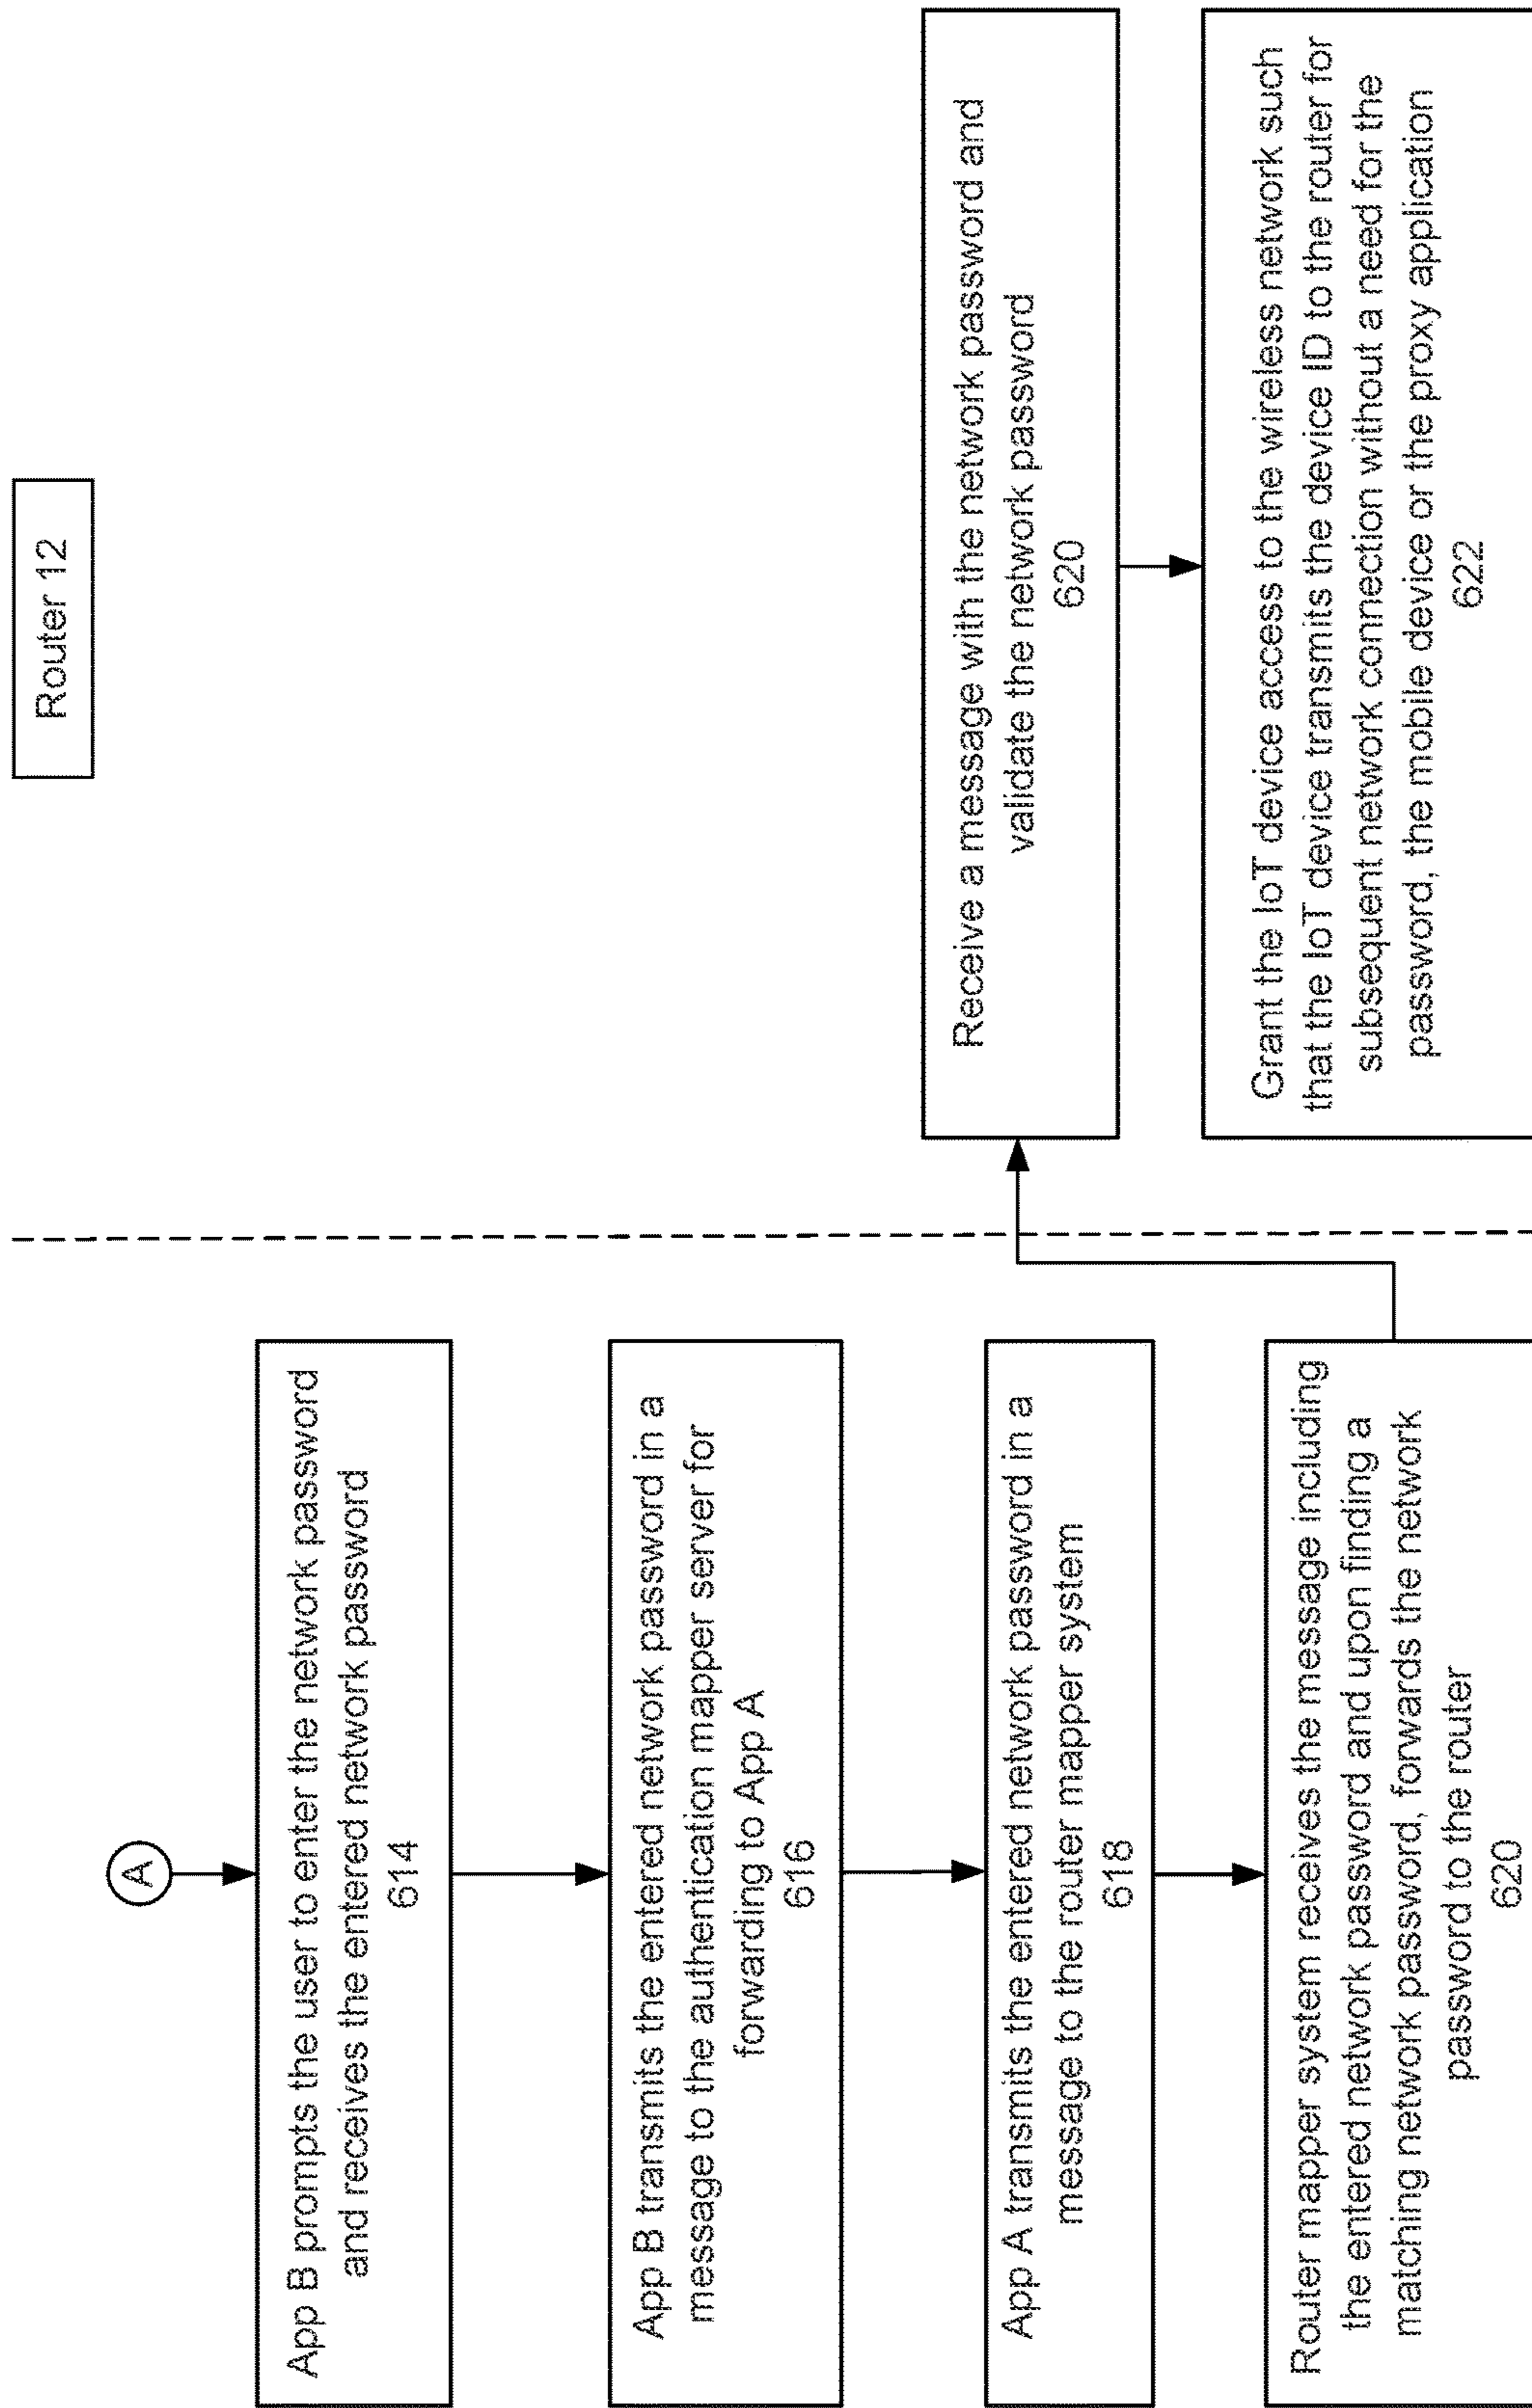 Router 12
A
App B prompts the user to enter the network password
and receives the entered network password
614
App B transmits the entered network password in a
message to the authentication mapper server for
forwarding to App A
616
App A transmits the entered network password in a
message to the router mapper system
618
Router mapper system receives the message including
the entered network password and upon finding a
matching network password, forwards the network
password to the router
620
Receive a message with the network password and
validate the network password
620
Grant the IoT device access to the wireless network such
that the IoT device transmits the device ID to the router for
subsequent network connection without a need for the
password, the mobile device or the proxy application
622